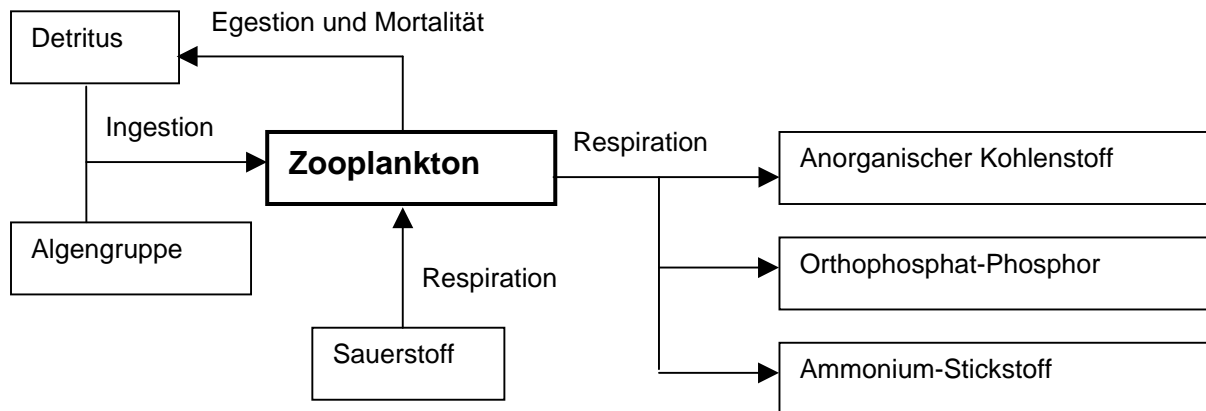 Egestion und Mortalität
Detritus
Ingestion
Zooplankton
Respiration
Anorganischer Kohlenstoff
Algengruppe
Orthophosphat-Phosphor
Respiration
Sauerstoff
Ammonium-Stickstoff